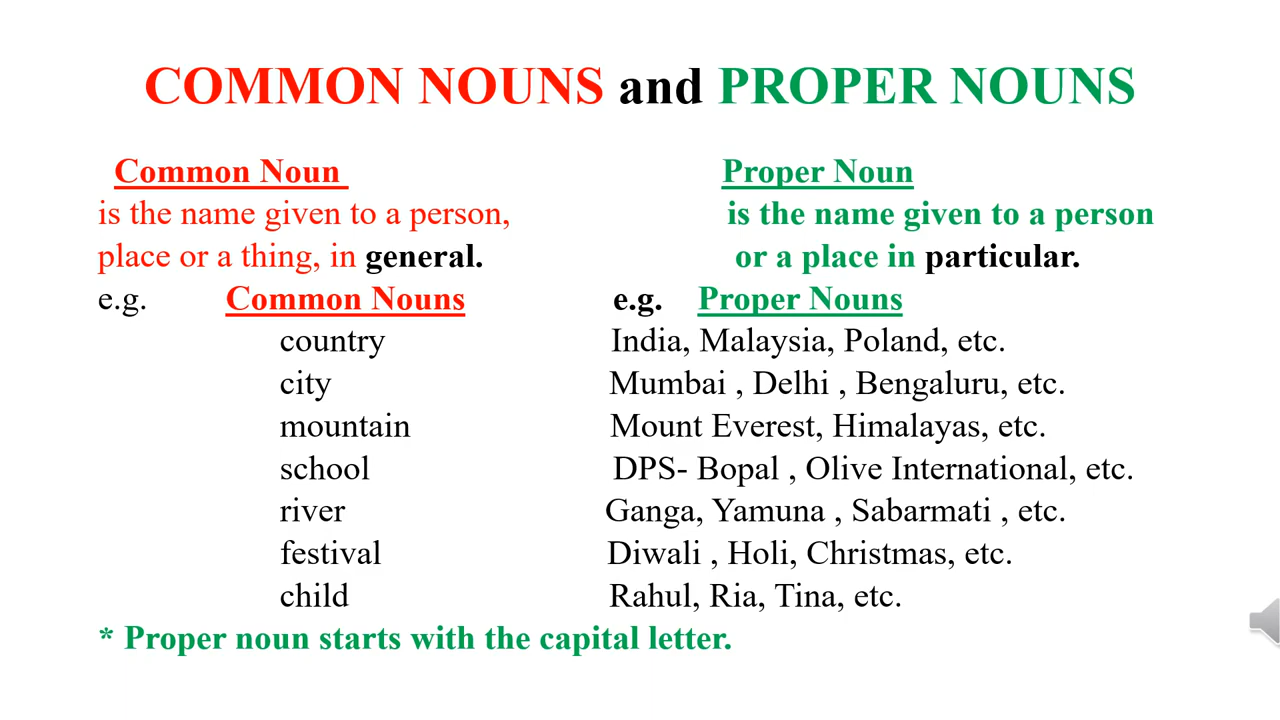 COMMON NOUNS and PROPER NOUNS
Common Noun Proper Noun
is the name given to a person, is the name given to a person
place or a thing, in general. or a place in particular.
e.g. Common Nouns e.g. Proper Nouns
country India, Malaysia, Poland, etc.
city Mumbai , Delhi , Bengaluru, etc.
mountain Mount Everest, Himalayas, etc.
school DPS- Bopal , Olive International, etc.
river Ganga, Yamuna , Sabarmati , etc.
festival Diwali , Holi, Christmas, etc.
child Rahul, Ria, Tina, etc.
* Proper noun starts with the capital letter.